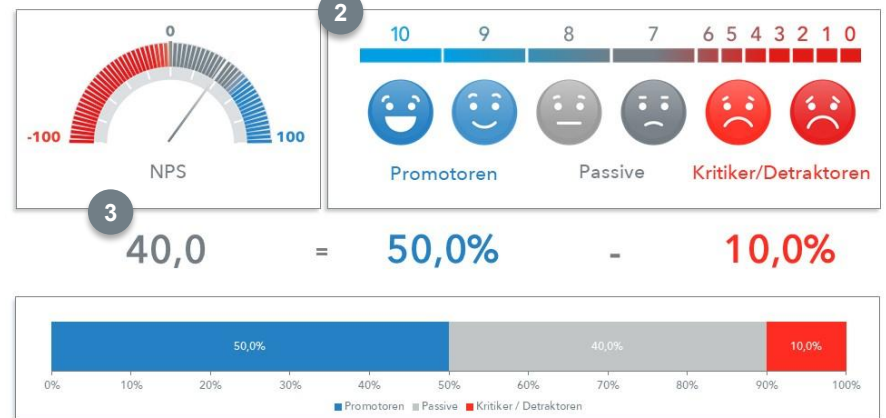 2
0
-100
100
NPS
10 9 8 7 6 5 4 3 2 1 0
Promotoren Passive Kritiker/Detraktoren
3
40,0 = 50,0% - 10,0%
50,0% 40,0% 10,0%
0% 10% 20% 30% 40% 50% 60% 70% 80% 90% 100%
Promotoren Passive Kritiker / Detraktoren